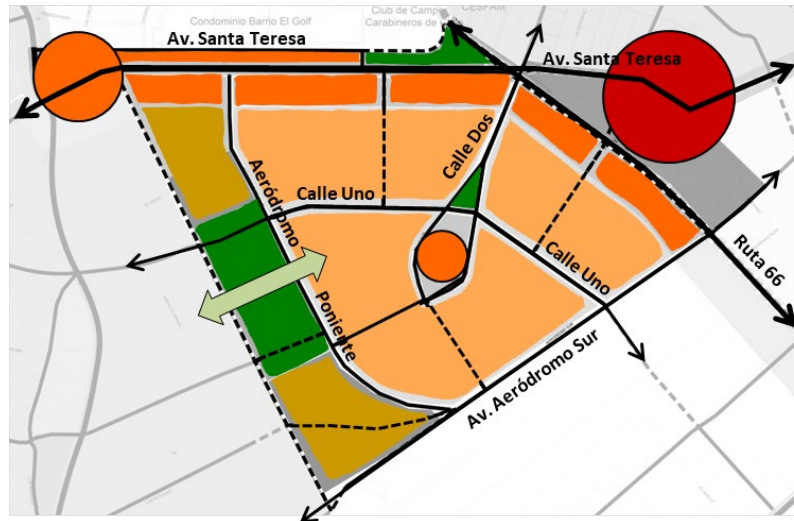 Condominio Barrio El Golf
Club de Campo
Carabineros de
CESFAM
Av. Santa Teresa
Av. Santa Teresa
Calle Dos
Aeródromo
Calle Uno
Poniente
Calle Uno
Ruta 66
Av. Aeródromo Sur